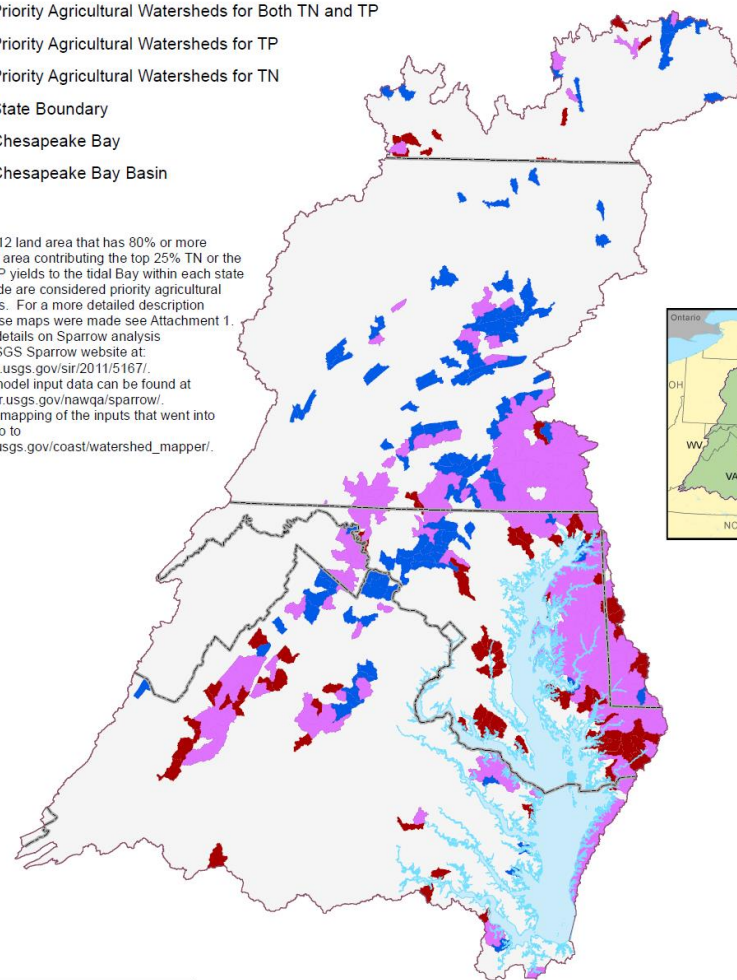 Priority Agricultural Watersheds for Both TN and TP
Priority Agricultural Watersheds for TP
Priority Agricultural Watersheds for TN
State Boundary
Chesapeake Bay
Chesapeake Bay Basin
12 land area that has 80% or more
area contributing the top 25% TN or the
P yields to the tidal Bay within each state
de are considered priority agricultural
s. For a more detailed description
se maps were made see Attachment 1.
details on Sparrow analysis
SGS Sparrow website at:
.usgs.gov/sir/2011/5167/.
model input data can be found at
r.usgs.gov/nawqa/sparrow/.
mapping of the inputs that went into
o to
usgs.gov/coast/watershed_mapper/.
Ontario
OH
WV
VA
NC